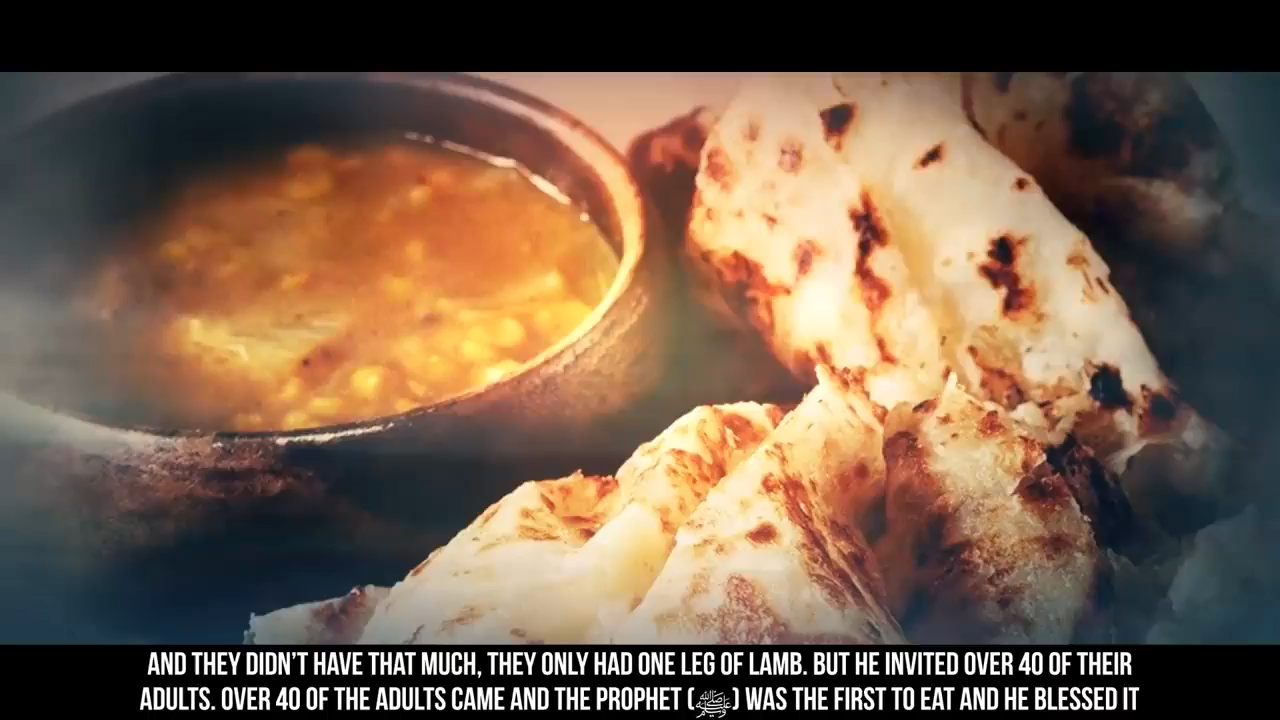 AND THEY DIDN'T HAVE THAT MUCH, THEY ONLY HAD ONE LEG OF LAMB. BUT HE INVITED OVER 40 OF THEIR
ADULTS. OVER 40 OF THE ADULTS CAME AND THE PROPHET (ﷺ) WAS THE FIRST TO EAT AND HE BLESSED IT